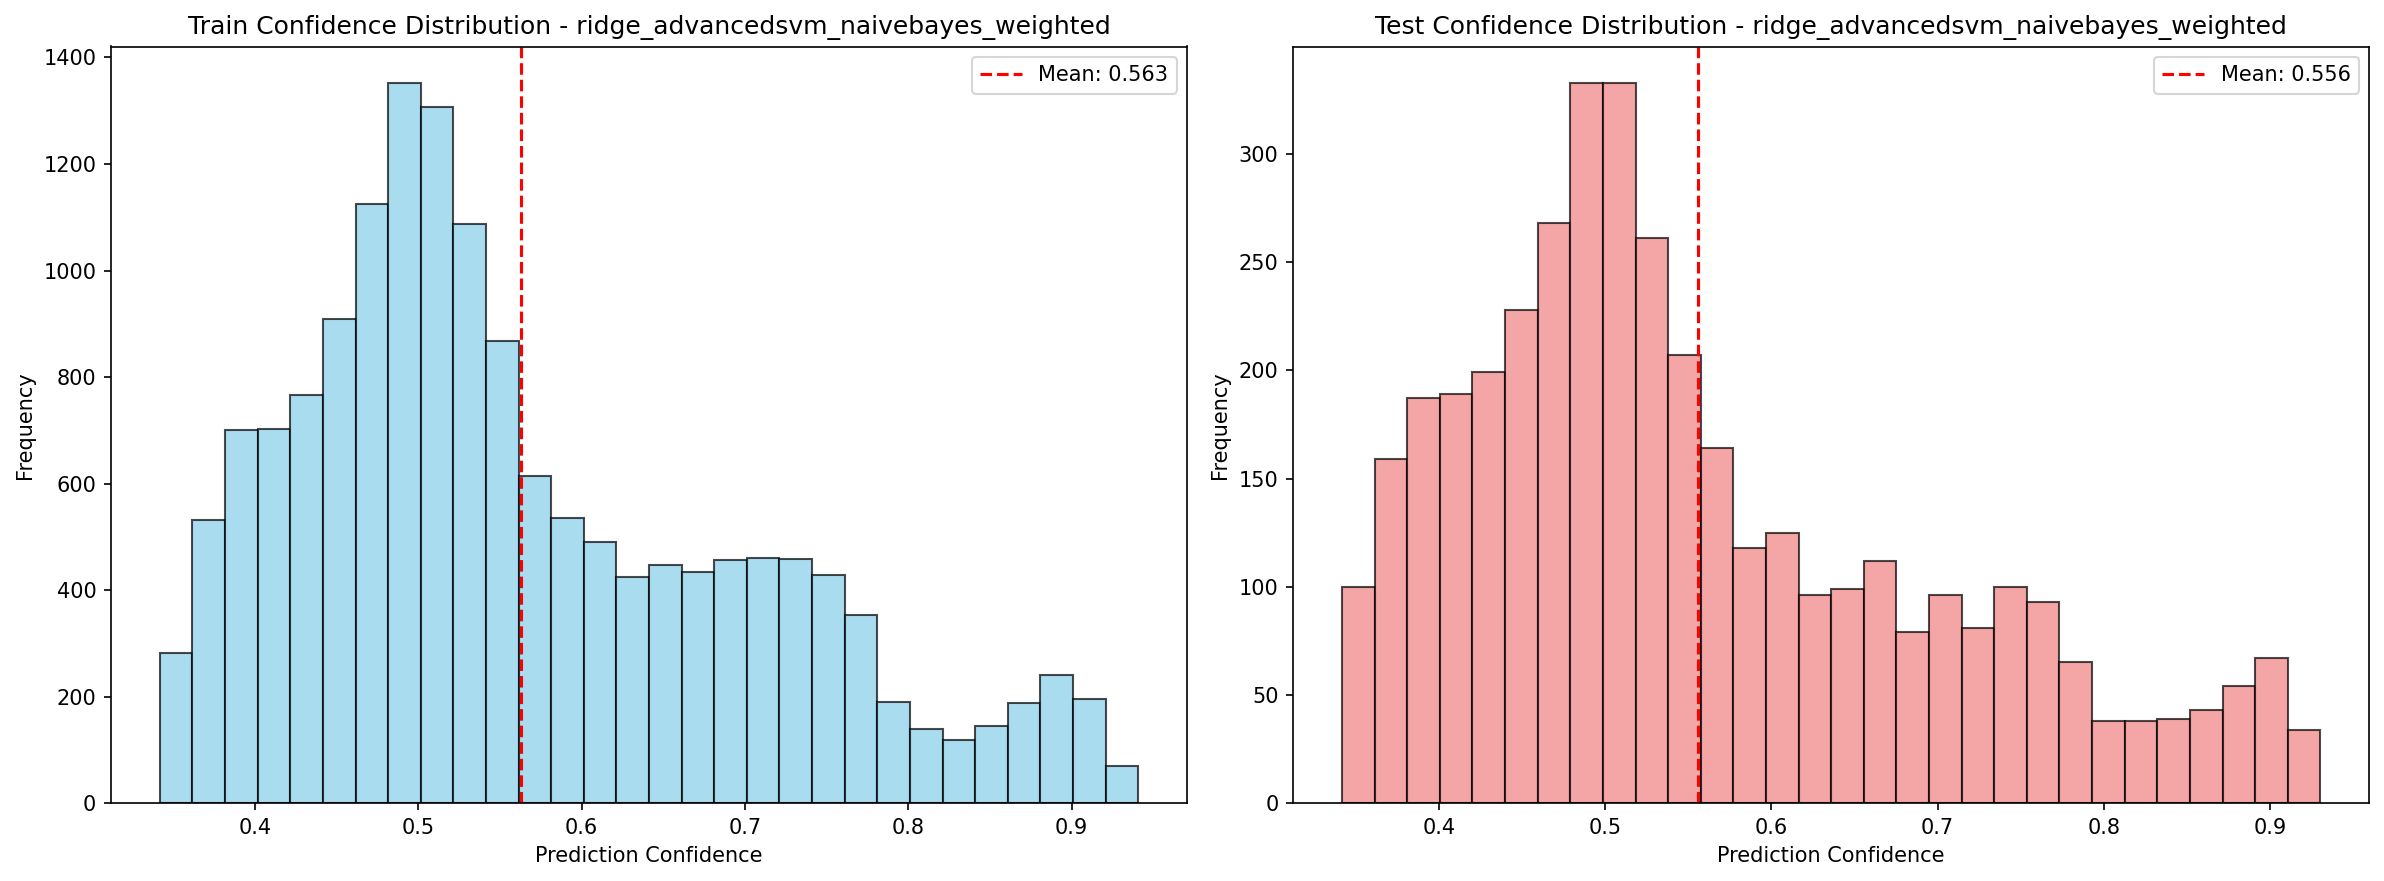 Train Confidence Distribution - ridge_advancedsvm_naivebayes_weighted
Mean: 0.563
1400
1200
1000
800
600
400
200
0
Frequency
0.4 0.5 0.6 0.7 0.8 0.9
Prediction Confidence
Test Confidence Distribution - ridge_advancedsvm_naivebayes_weighted
Mean: 0.556
300
250
200
150
100
50
0
Frequency
0.4 0.5 0.6 0.7 0.8 0.9
Prediction Confidence